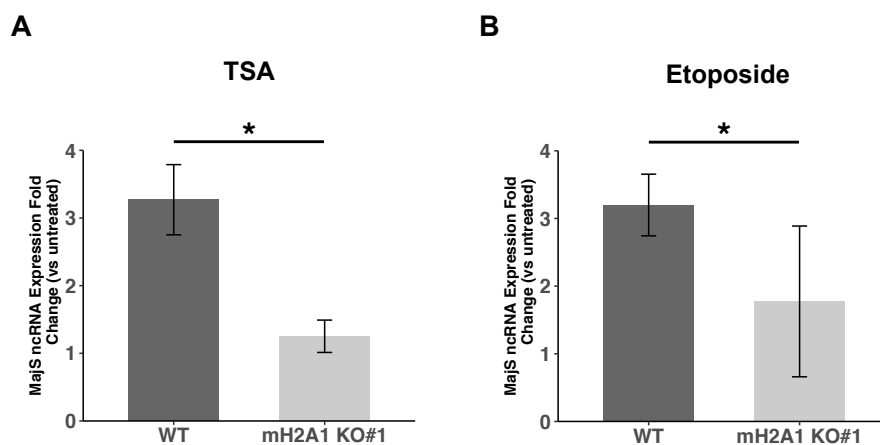 A
B
TSA
Etoposide
*
*
MajS ncRNA Expression Fold
Change (vs untreated)
4
3
2
1
0
WT
mH2A1 KO#1
MajS ncRNA Expression Fold
Change (vs untreated)
4
3
2
1
0
WT
mH2A1 KO#1